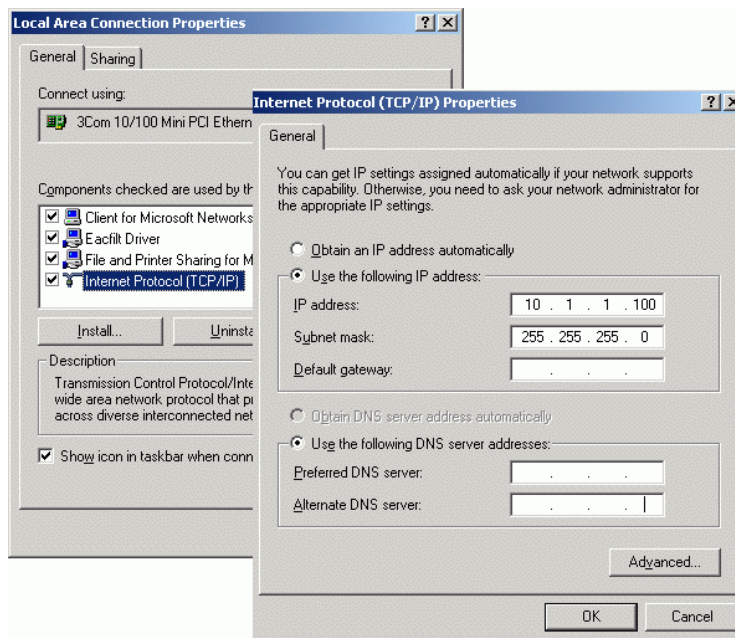 Local Area Connection Properties
General
Sharing
Connect using:
3Com 10/100 Mini PCI Ethern
Components checked are used by th
Client for Microsoft Networks
Eacfilt Driver
File and Printer Sharing for M
Internet Protocol (TCP/IP)
Install...
Uninsta
Description
Transmission Control Protocol/Inte
wide area network protocol that pr
across diverse interconnected net
Show icon in taskbar when conn
Internet Protocol (TCP/IP) Properties
General
You can get IP settings assigned automatically if your network supports
this capability. Otherwise, you need to ask your network administrator for
the appropriate IP settings.
Obtain an IP address automatically
Use the following IP address:
IP address: 10 . 1 . 1 . 100
Subnet mask: 255 . 255 . 255 . 0
Default gateway: . . .
Obtain DNS server address automatically
Use the following DNS server addresses:
Preferred DNS server: . . .
Alternate DNS server: . . .
Advanced...
OK
Cancel